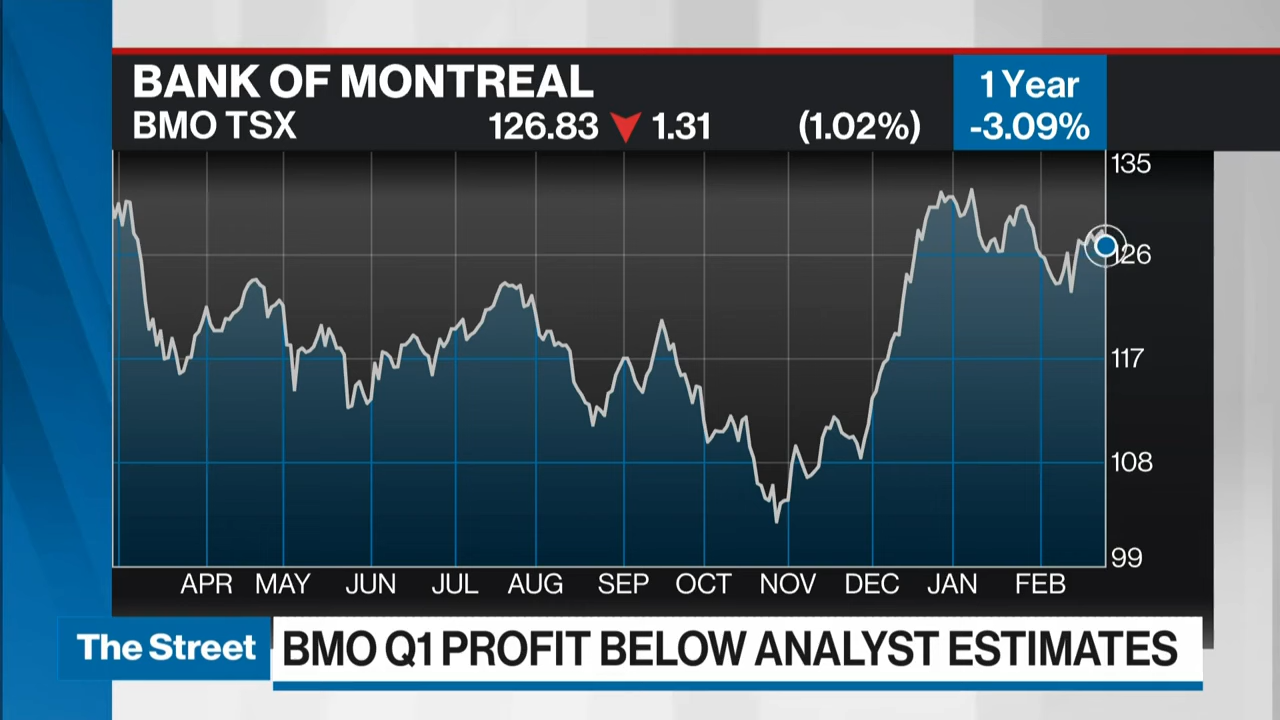 BANK OF MONTREAL
BMO TSX 126.83 ▼ 1.31 (1.02%)
1 Year
-3.09%
135
126
117
108
99
APR MAY JUN JUL AUG SEP OCT NOV DEC JAN FEB
The Street
BMO Q1 PROFIT BELOW ANALYST ESTIMATES